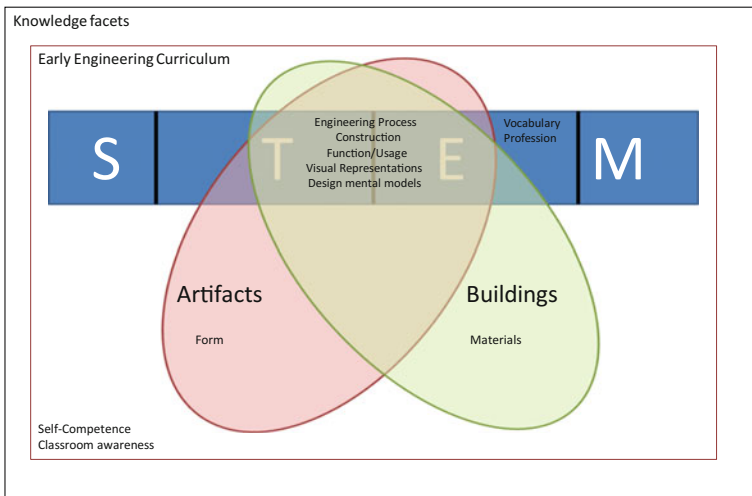 Knowledge facets
Early Engineering Curriculum
S T E M
Engineering Process
Construction
Function/Usage
Visual Representations
Design mental models
Vocabulary
Profession
Artifacts
Buildings
Form
Materials
Self-Competence
Classroom awareness